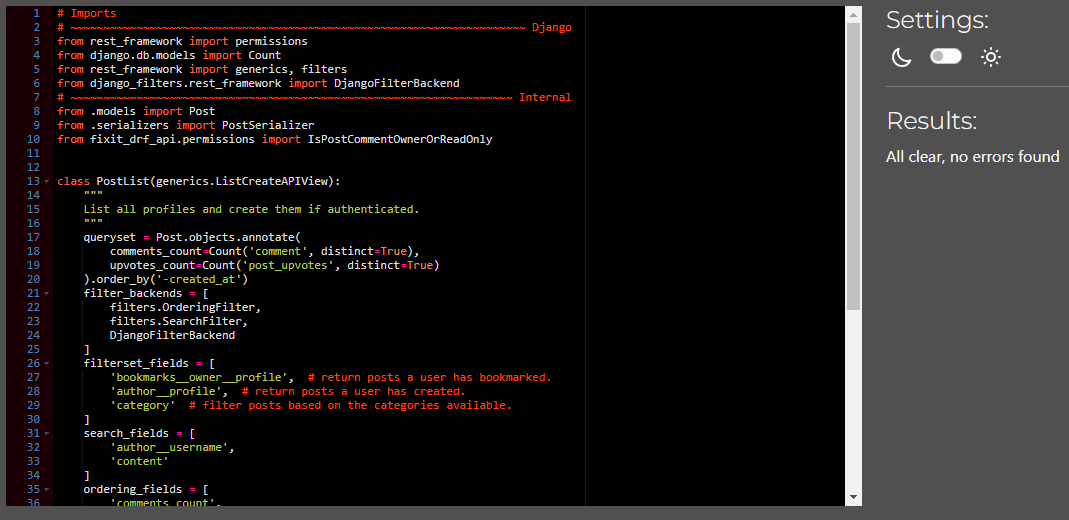 1 # Imports
2 # ~~~~~~~~~~~~~~~~~~~~~~~~~~~~~~~~~~~~~~~~~~~~~~~~~~~~~~~~~~~~~~~~~~~~~ Django
3 from rest_framework import permissions
4 from django.db.models import Count
5 from rest_framework import generics, filters
6 from django_filters.rest_framework import DjangoFilterBackend
7 # ~~~~~~~~~~~~~~~~~~~~~~~~~~~~~~~~~~~~~~~~~~~~~~~~~~~~~~~~~~~~~~~~~~~ Internal
8 from .models import Post
9 from .serializers import PostSerializer
10 from fixit_drf_api.permissions import IsPostCommentOwnerOrReadOnly
11
12
13 class PostList(generics.ListCreateAPIView):
14     """
15     List all profiles and create them if authenticated.
16     """
17     queryset = Post.objects.annotate(
18         comments_count=Count('comment', distinct=True),
19         upvotes_count=Count('post_upvotes', distinct=True)
20     ).order_by('-created_at')
21     filter_backends = [
22         filters.OrderingFilter,
23         filters.SearchFilter,
24         DjangoFilterBackend
25     ]
26     filterset_fields = [
27         'bookmarks__owner__profile',  # return posts a user has bookmarked.
28         'author__profile',  # return posts a user has created.
29         'category'  # filter posts based on the categories available.
30     ]
31     search_fields = [
32         'author__username',
33         'content'
34     ]
35     ordering_fields = [
36         'comments_count',
Settings:
Results:
All clear, no errors found